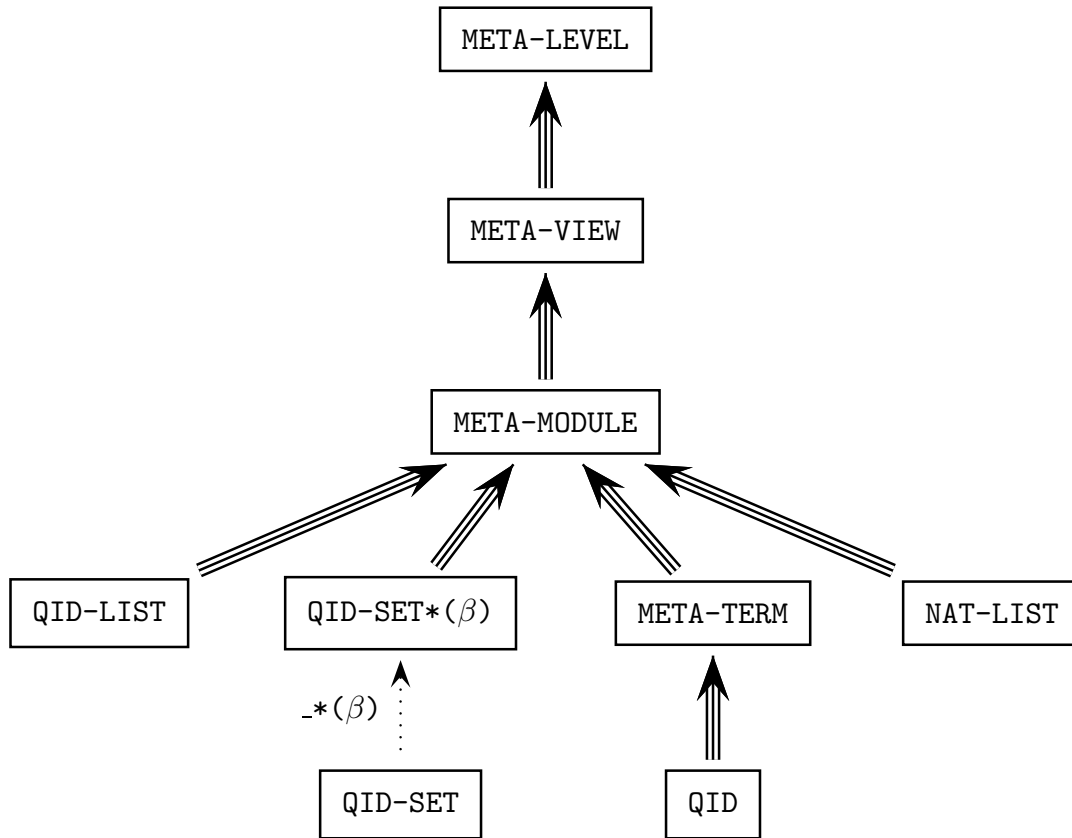 META-LEVEL
META-VIEW
META-MODULE
QID-LIST
QID-SET*(β)
META-TERM
NAT-LIST
_*(β)
QID-SET
QID